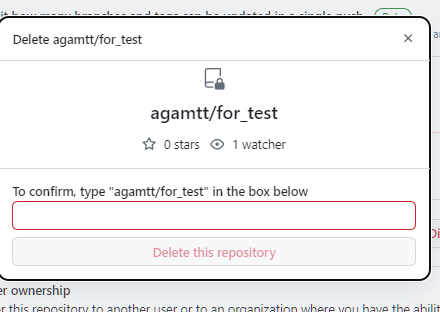 it how many branches and tags can be updated in a single push
Delete agamtt/for_test
agamtt/for_test
0 stars 1 watcher
To confirm, type "agamtt/for_test" in the box below
Delete this repository
Di
er ownership
er this repository to another user or to an organization where you have the abilit